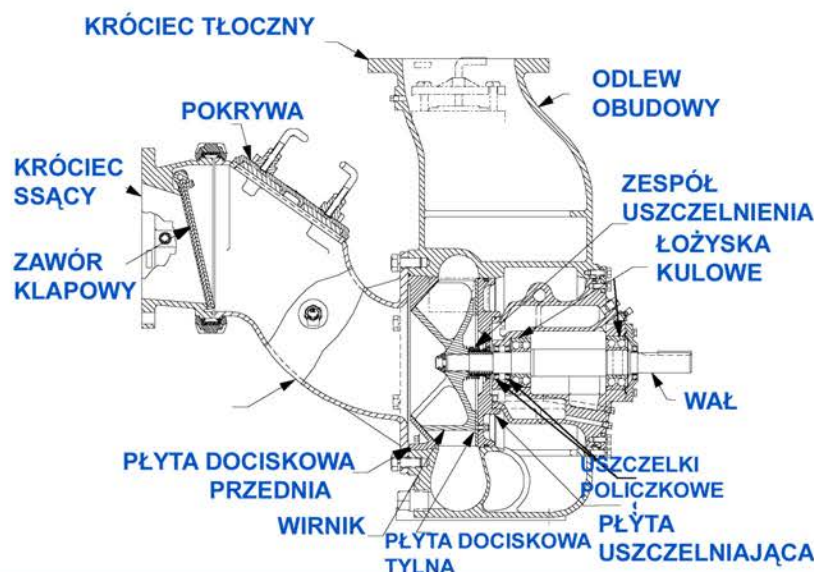 KRÓCIEC TŁOCZNY
ODLEW
OBUDOWY
POKRYWA
KRÓCIEC
SSĄCY
ZESPÓŁ
USZCZELNIENIA
ŁOŻYSKA
KULOWE
ZAWÓR
KLAPOWY
WAŁ
PŁYTA DOCISKOWA
PRZEDNIA
USZCZELKI
POLICZKOWE
WIRNIK
PŁYTA DOCISKOWA
TYLNA
PŁYTA
USZCZELNIAJĄCA